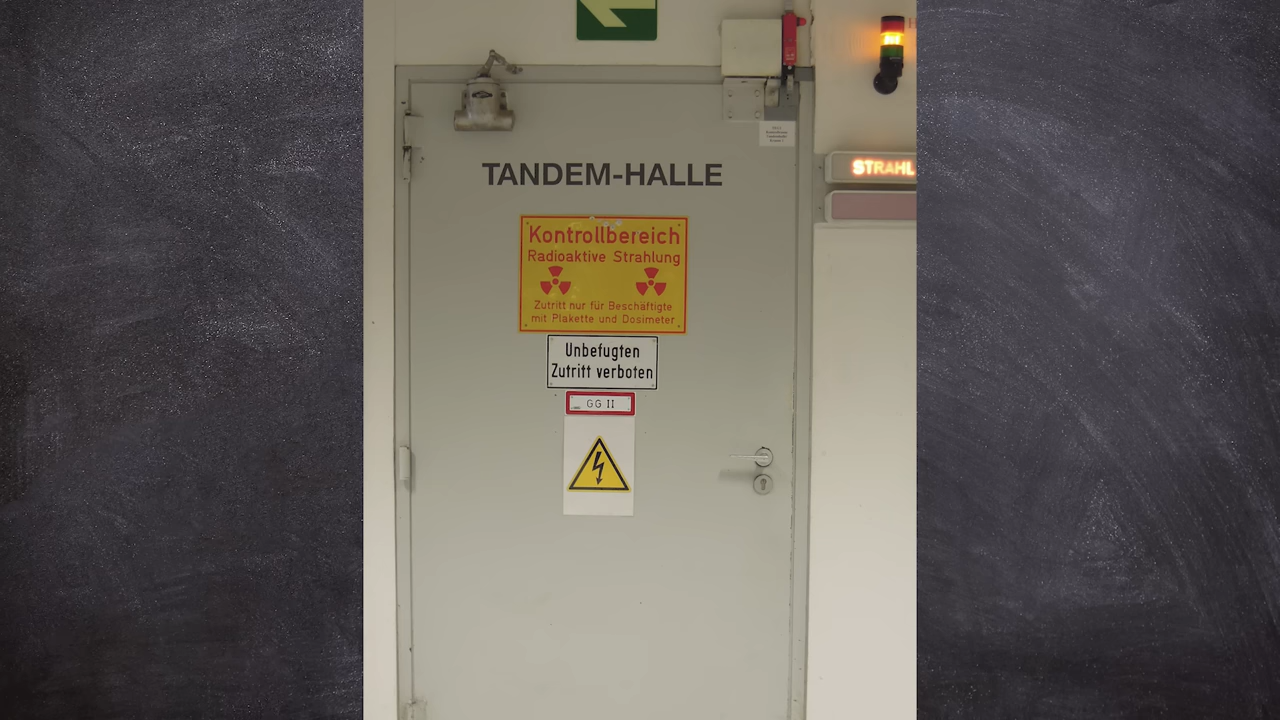 STRAHL
TANDEM-HALLE
Kontrollbereich
Radioaktive Strahlung
Zutritt nur für Beschäftigte
mit Plakette und Dosimeter
Unbefugten
Zutritt verboten
GG II